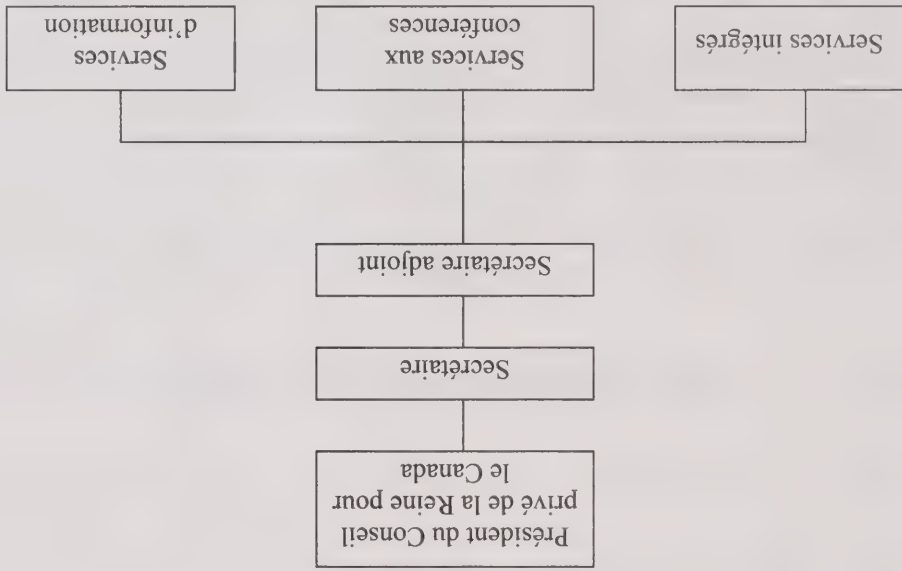 Président du Conseil
privé de la Reine pour
le Canada
Secrétaire
Secrétaire adjoint
Services intégrés
Services aux
conférences
Services
d'information